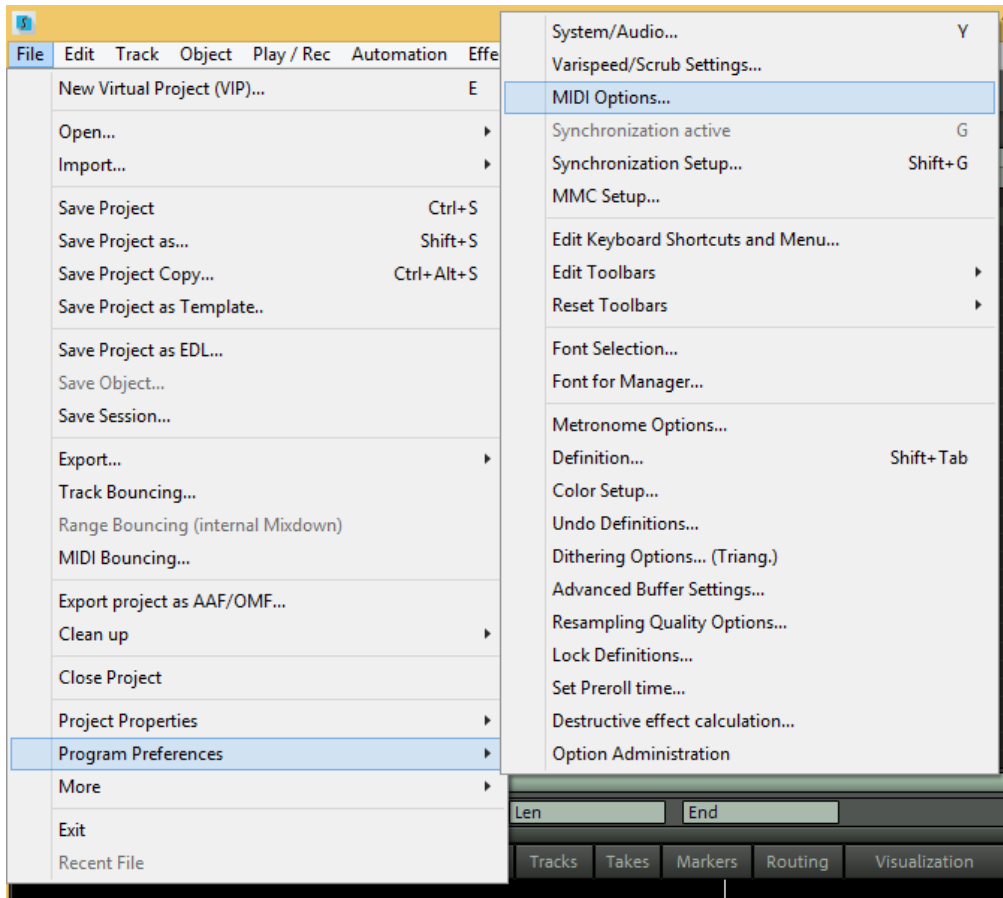 File Edit Track Object Play / Rec Automation Effe
New Virtual Project (VIP)... E
Open...
Import...
Save Project Ctrl+S
Save Project as... Shift+S
Save Project Copy... Ctrl+Alt+S
Save Project as Template..
Save Project as EDL...
Save Object...
Save Session...
Export...
Track Bouncing...
Range Bouncing (internal Mixdown)
MIDI Bouncing...
Export project as AAF/OMF...
Clean up
Close Project
Project Properties
Program Preferences
More
Exit
Recent File
System/Audio... Y
Varispeed/Scrub Settings...
MIDI Options...
Synchronization active G
Synchronization Setup... Shift+G
MMC Setup...
Edit Keyboard Shortcuts and Menu...
Edit Toolbars
Reset Toolbars
Font Selection...
Font for Manager...
Metronome Options...
Definition... Shift+Tab
Color Setup...
Undo Definitions...
Dithering Options... (Triang.)
Advanced Buffer Settings...
Resampling Quality Options...
Lock Definitions...
Set Preroll time...
Destructive effect calculation...
Option Administration
Len End
Tracks Takes Markers Routing Visualization